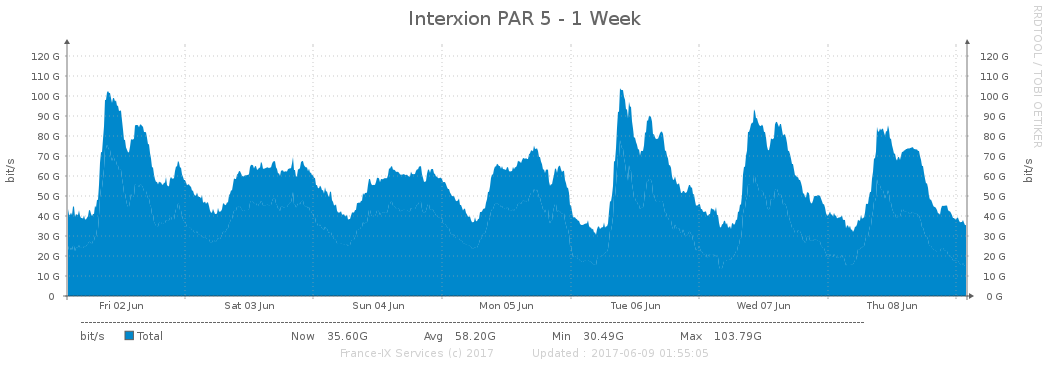 Interxion PAR 5 - 1 Week
RRDTOOL / TOBI OETIKER
bit/s
120 G
110 G
100 G
90 G
80 G
70 G
60 G
50 G
40 G
30 G
20 G
10 G
0
120 G
110 G
100 G
90 G
80 G
70 G
60 G
50 G
40 G
30 G
20 G
10 G
0 G
bit/s
Fri 02 Jun Sat 03 Jun Sun 04 Jun Mon 05 Jun Tue 06 Jun Wed 07 Jun Thu 08 Jun
bit/s Total Now 35.60G Avg 58.20G Min 30.49G Max 103.79G
France-IX Services (c) 2017 Updated : 2017-06-09 01:55:05